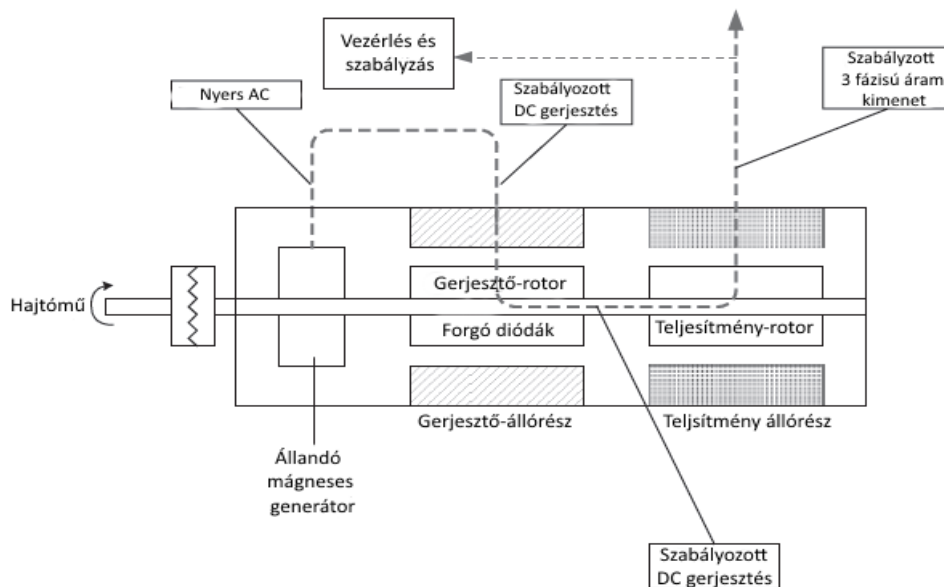 Vezérlés és
szabályzás
Szabályzott
3 fázisú áram
kimenet
Nyers AC
Szabályozott
DC gerjesztés
Gerjesztő-rotor
Hajtómű
Forgó diódák
Teljesítmény-rotor
Gerjesztő-állórész
Teljsítmény állórész
Állandó
mágneses
generátor
Szabályozott
DC gerjesztés